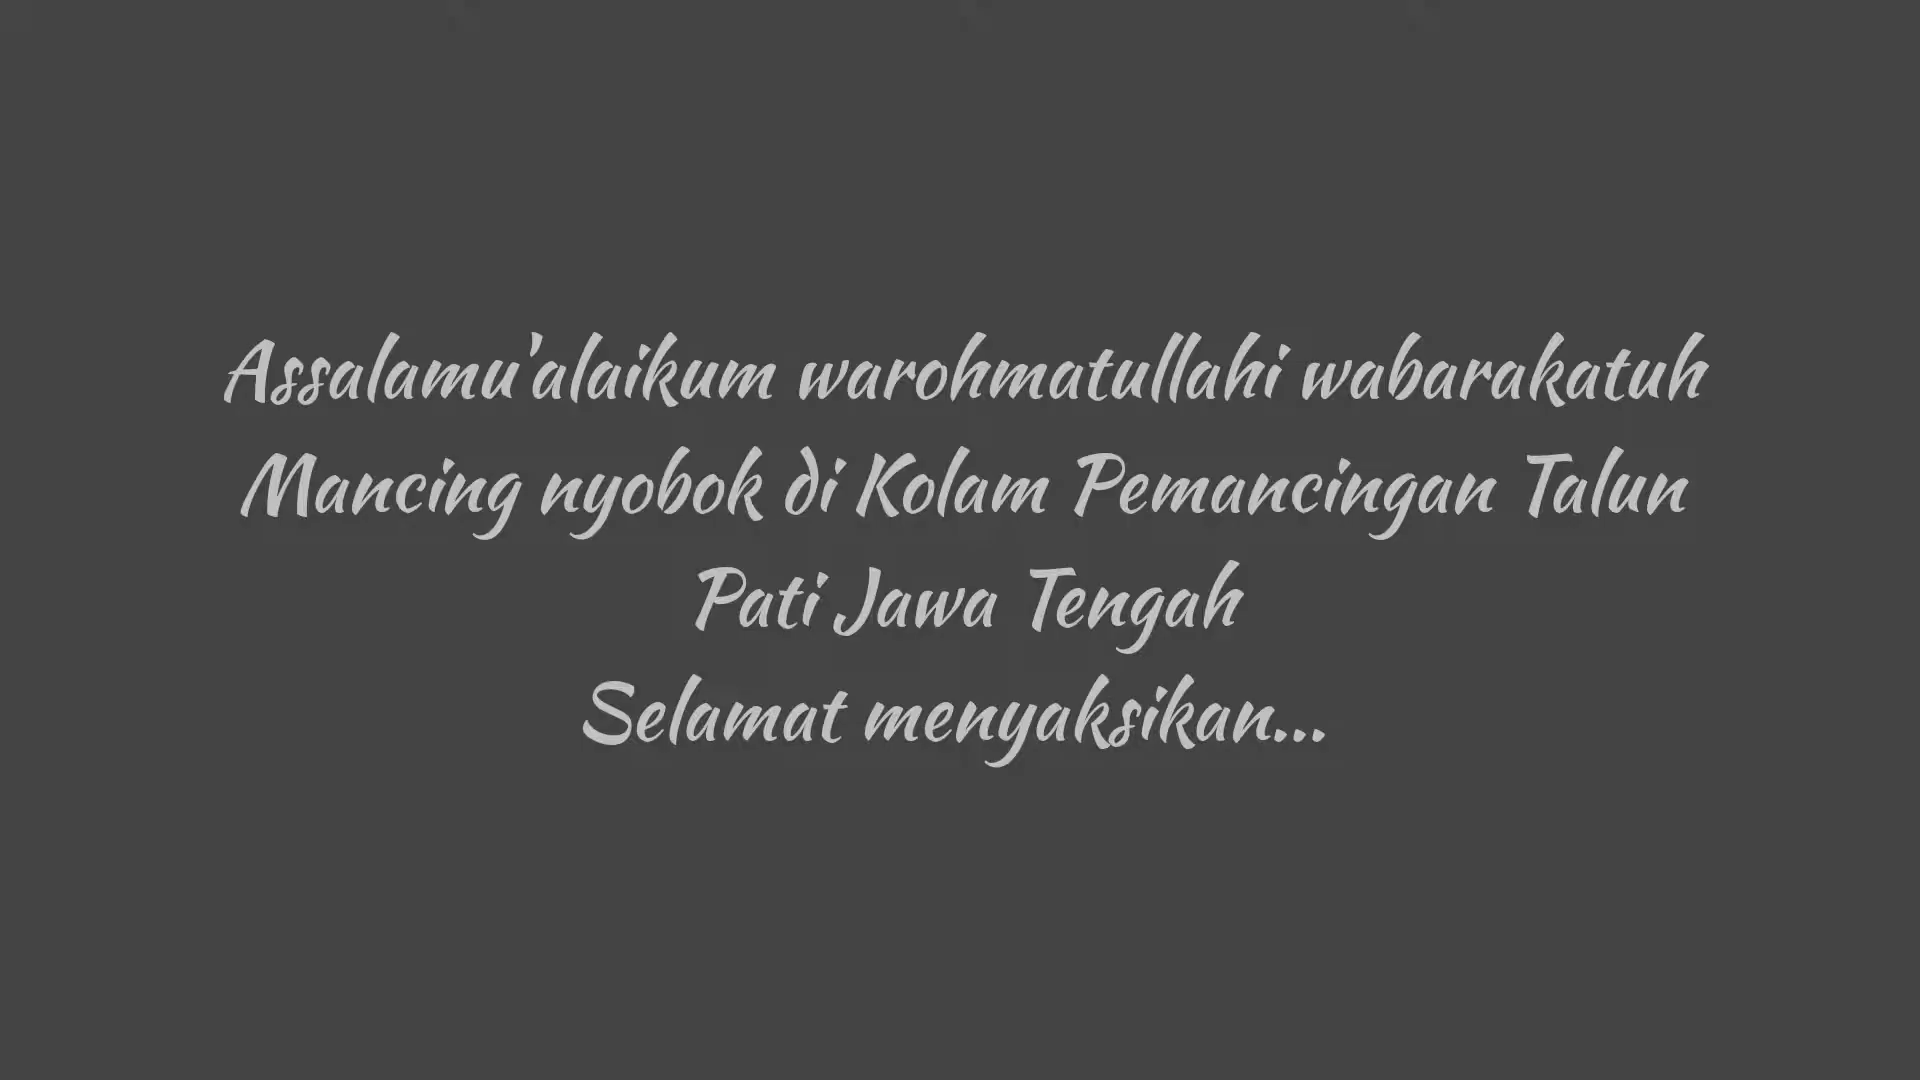 Assalamu'alaikum warohmatullahi wabarakatuh
Mancing nyobok di Kolam Pemancingan Talun
Pati Jawa Tengah
Selamat menyaksikan...